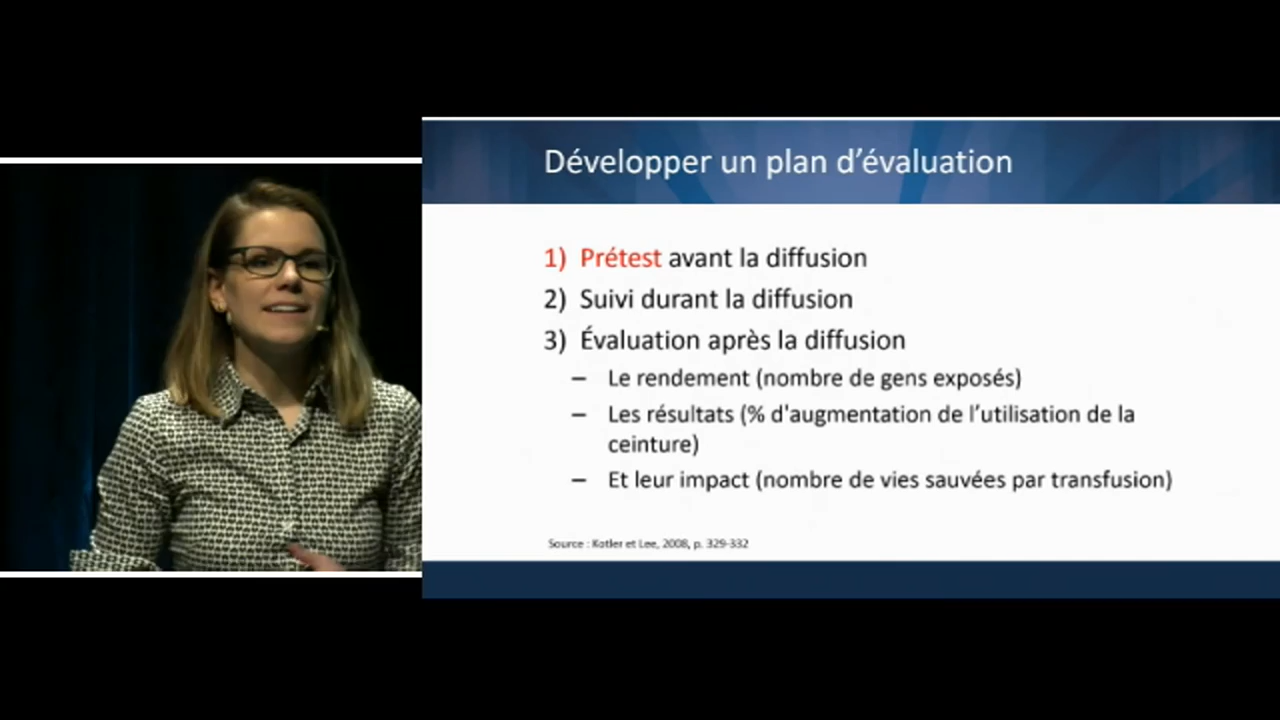 Développer un plan d’évaluation
1) Prétest avant la diffusion
2) Suivi durant la diffusion
3) Évaluation après la diffusion
– Le rendement (nombre de gens exposés)
– Les résultats (% d'augmentation de l’utilisation de la
ceinture)
– Et leur impact (nombre de vies sauvées par transfusion)
Source : Kotler et Lee, 2008, p. 329-332